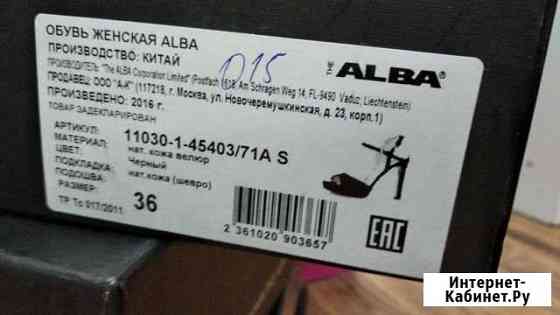 ОБУВЬ ЖЕНСКАЯ ALBA
ПРОИЗВОДСТВО: КИТАЙ
ПРОИЗВОДИТЕЛЬ: "The ALBA Corporation Limited" (Postfach 1618 Am Schragen Weg 14, FL-9490 Vaduz, Liechtenstein)
ПРОДАВЕЦ: ООО "А-К" (117218, г. Москва, ул. Новочеремушкинская, д. 23, корп.1)
ПРОИЗВЕДЕНО: 2016 г.
ТОВАР ЗАДЕКЛАРИРОВАН
015
THE ALBA
АРТИКУЛ: 11030-1-45403/71A S
МАТЕРИАЛ: нат. кожа велюр
ЦВЕТ: Черный
ПОДКЛАДКА: нат.кожа (шевро)
ПОДОШВА:
РАЗМЕР: 36
ТР Тс 017/2011
2 361020 903657
EAC
Интернет-
Кабинет.Ру